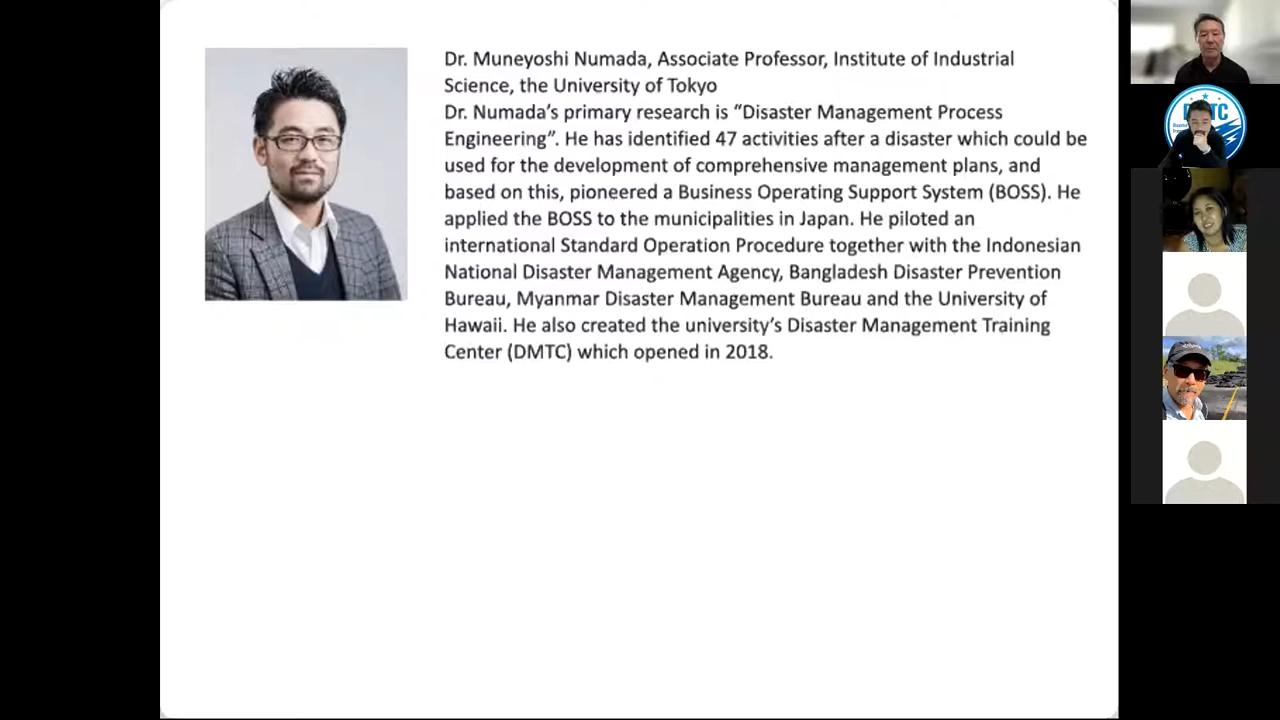 Dr. Muneyoshi Numada, Associate Professor, Institute of Industrial
Science, the University of Tokyo
Dr. Numada's primary research is “Disaster Management Process
Engineering”. He has identified 47 activities after a disaster which could be
used for the development of comprehensive management plans, and
based on this, pioneered a Business Operating Support System (BOSS). He
applied the BOSS to the municipalities in Japan. He piloted an
international Standard Operation Procedure together with the Indonesian
National Disaster Management Agency, Bangladesh Disaster Prevention
Bureau, Myanmar Disaster Management Bureau and the University of
Hawaii. He also created the university's Disaster Management Training
Center (DMTC) which opened in 2018.